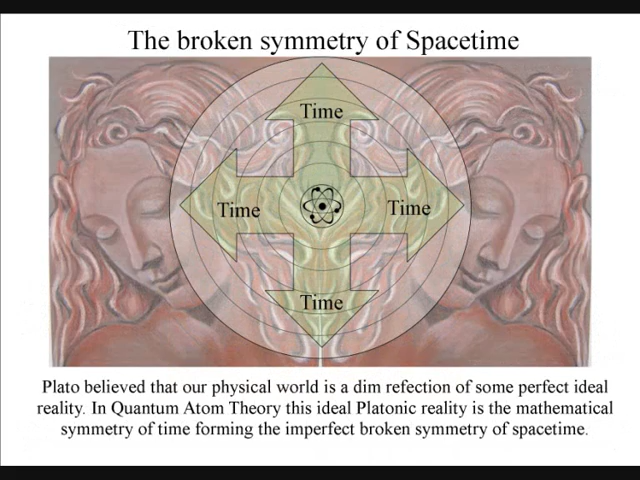 The broken symmetry of Spacetime
Time
Time
Time
Time
Plato believed that our physical world is a dim refection of some perfect ideal
reality. In Quantum Atom Theory this ideal Platonic reality is the mathematical
symmetry of time forming the imperfect broken symmetry of spacetime.